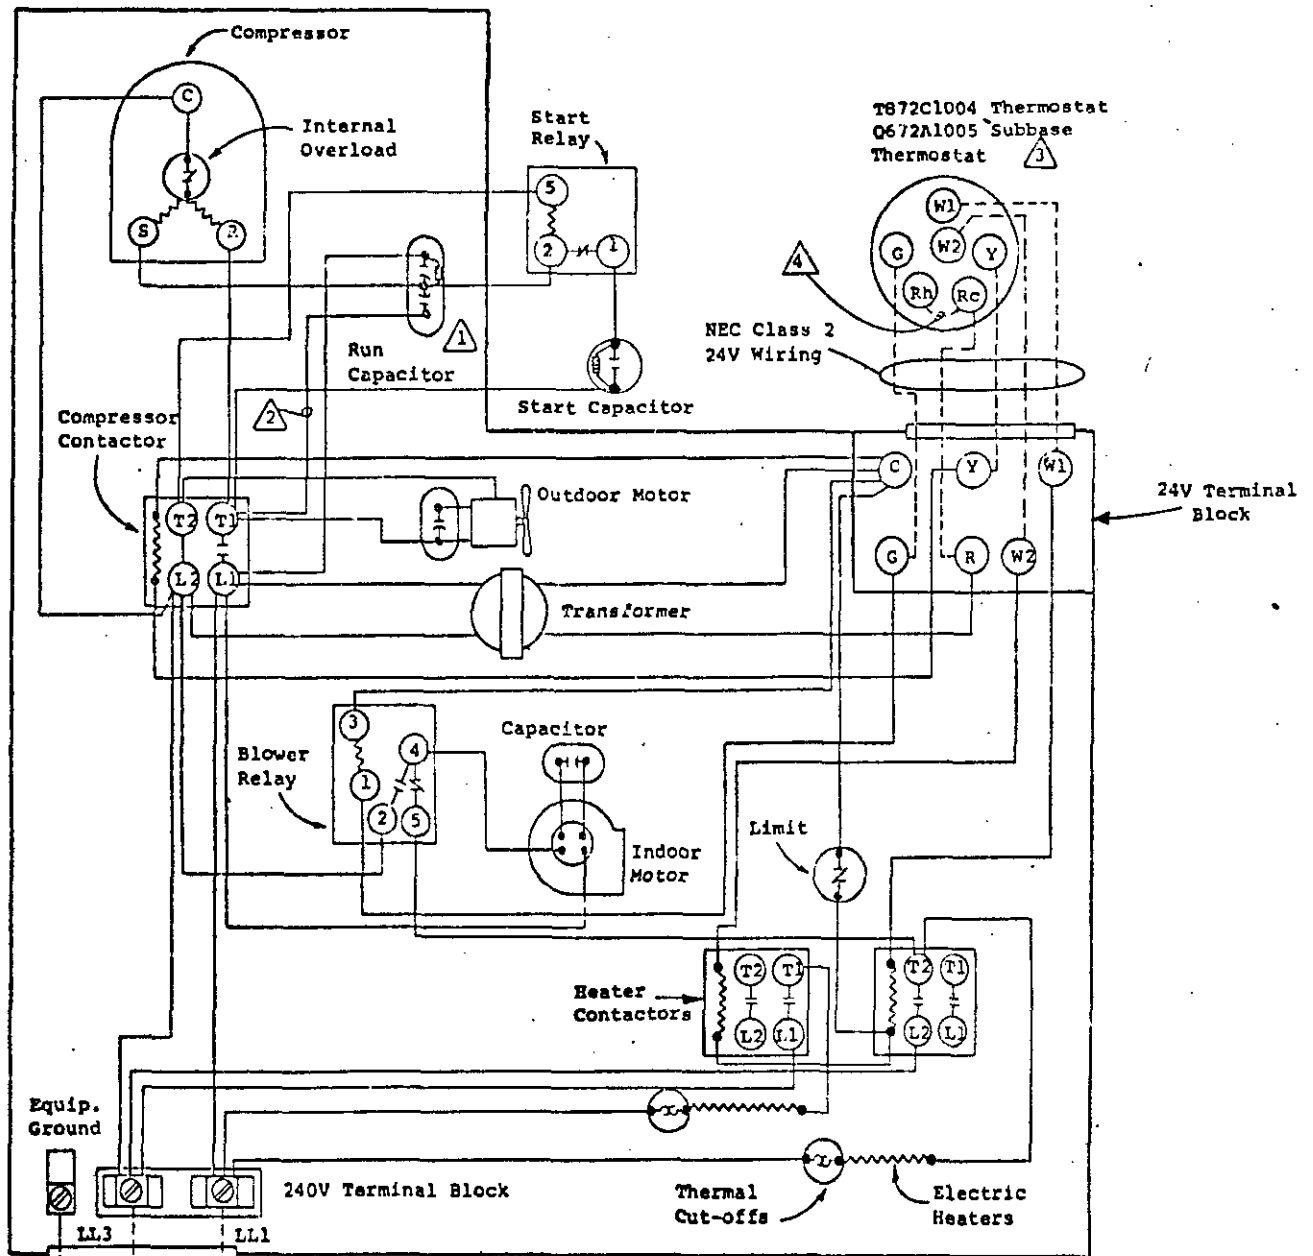 Compressor
C
Internal
Overload
S
R
Start
Relay
5
2
1
T872C1004 Thermostat
Q672A1005 Subbase
Thermostat
3
W1
W2
G
Y
Rh
Rc
4
NEC Class 2
24V Wiring
1
Run
Capacitor
Start Capacitor
2
Compressor
Contactor
C
Y
W1
24V Terminal
Block
Outdoor Motor
T2
T1
L2
L1
G
R
W2
Transformer
3
4
1
2
5
Blower
Relay
Capacitor
Indoor
Motor
Limit
Heater
Contactors
T2
T1
L2
L1
T2
T1
L2
L1
Equip.
Ground
240V Terminal Block
LL3
LL1
Thermal
Cut-offs
Electric
Heaters